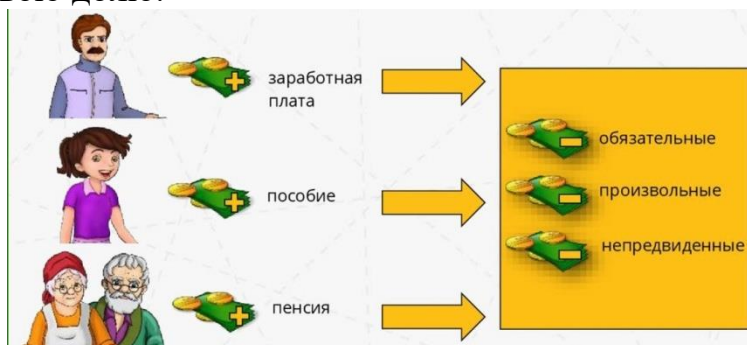 заработная
плата
обязательные
пособие
произвольные
непредвиденные
пенсия